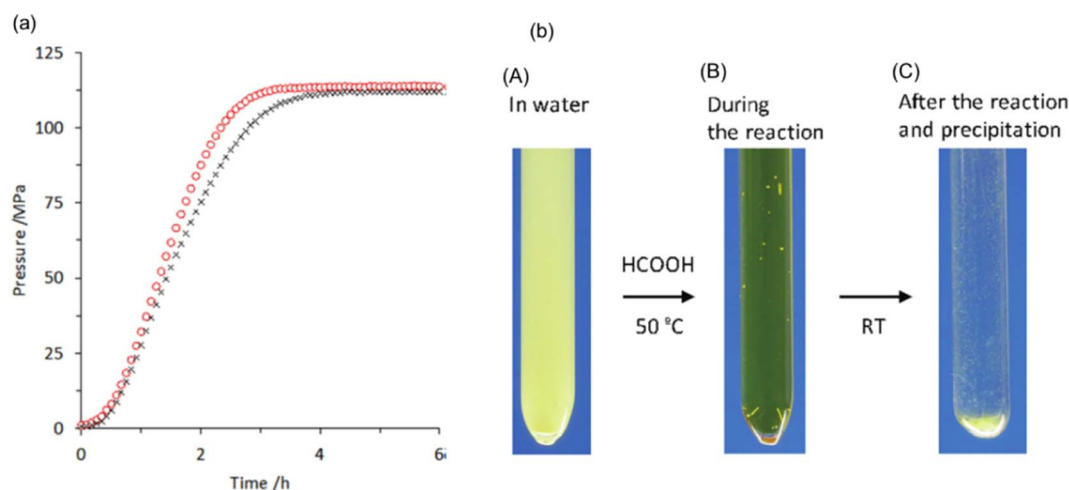 (a)
125
100
75
50
25
0
Pressure /MPa
0
2
4
6
Time /h
(b)
(A)
In water
HCOOH
50 ºC
(B)
During
the reaction
RT
(C)
After the reaction
and precipitation